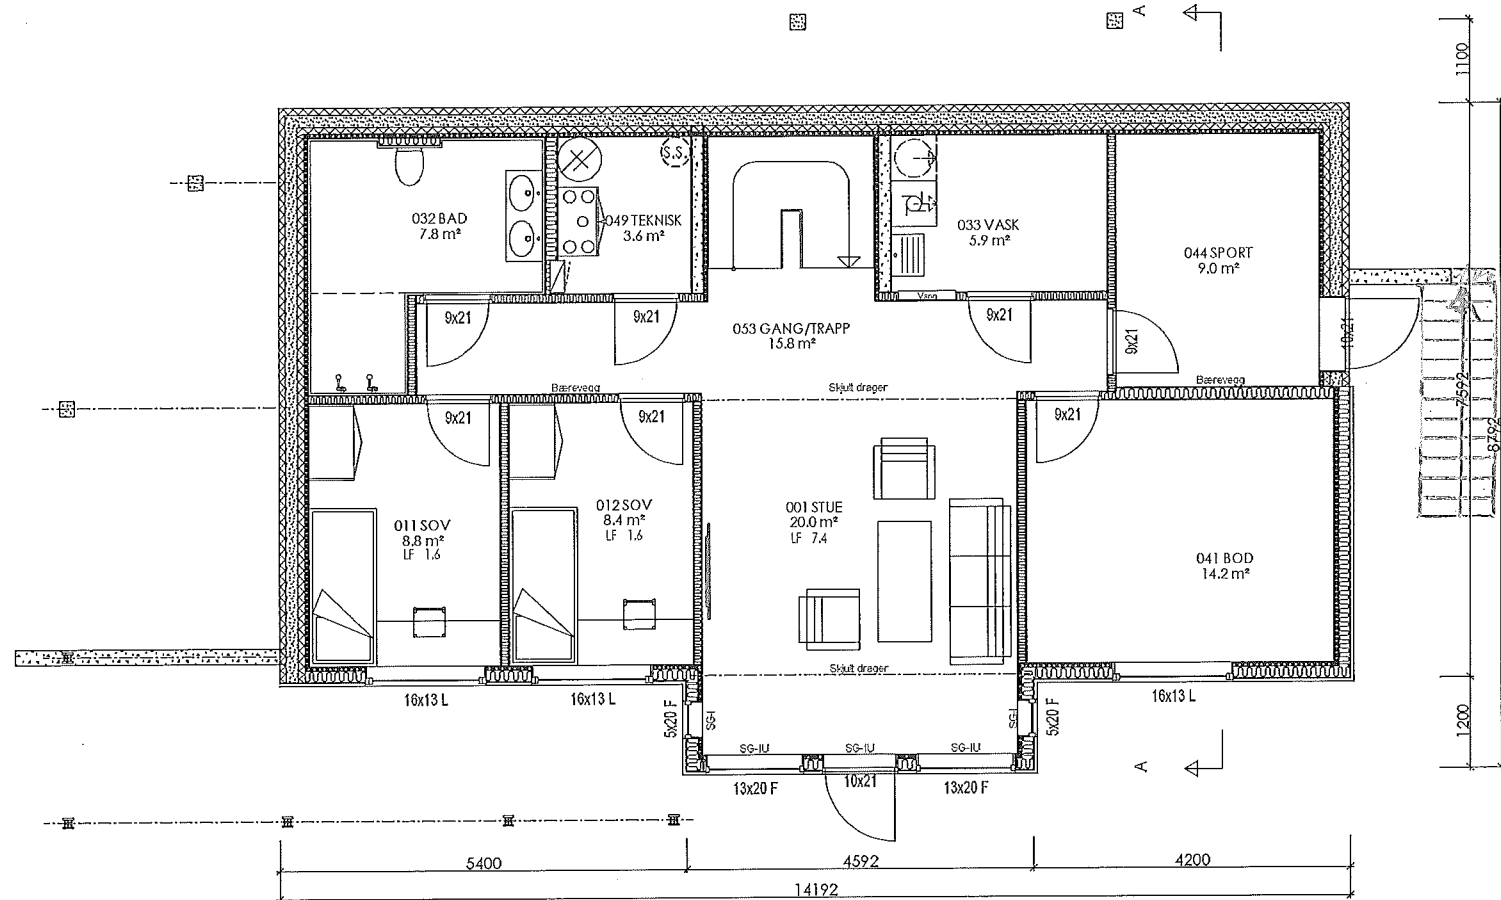 A
1100
S.S.
032 BAD
7.8 m²
049 TEKNISK
3.6 m²
033 VASK
5.9 m²
044 SPORT
9.0 m²
Vang
9x21
9x21
9x21
9x21
10x21
053 GANG/TRAPP
15.8 m²
Bærevegg
Skjult drager
Bærevegg
7592
8792
9x21
9x21
9x21
011 SOV
8.8 m²
LF 1.6
012 SOV
8.4 m²
LF 1.6
001 STUE
20.0 m²
LF 7.4
041 BOD
14.2 m²
Skjult drager
16x13 L
16x13 L
16x13 L
5x20 F
SG-I
SG-I
5x20 F
1200
SG-IU
SG-IU
SG-IU
A
13x20 F
10x21
13x20 F
5400
4592
4200
14192